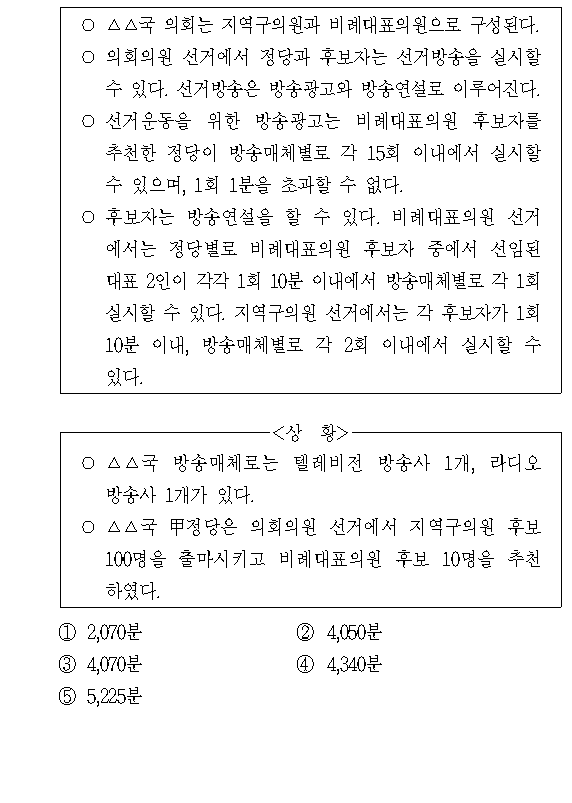 ○ △△국 의회는 지역구의원과 비례대표의원으로 구성된다.
○ 의회의원 선거에서 정당과 후보자는 선거방송을 실시할
수 있다. 선거방송은 방송광고와 방송연설로 이루어진다.
○ 선거운동을 위한 방송광고는 비례대표의원 후보자를
추천한 정당이 방송매체별로 각 15회 이내에서 실시할
수 있으며, 1회 1분을 초과할 수 없다.
○ 후보자는 방송연설을 할 수 있다. 비례대표의원 선거
에서는 정당별로 비례대표의원 후보자 중에서 선임된
대표 2인이 각각 1회 10분 이내에서 방송매체별로 각 1회
실시할 수 있다. 지역구의원 선거에서는 각 후보자가 1회
10분 이내, 방송매체별로 각 2회 이내에서 실시할 수
있다.
<상 황>
○ △△국 방송매체로는 텔레비전 방송사 1개, 라디오
방송사 1개가 있다.
○ △△국 甲정당은 의회의원 선거에서 지역구의원 후보
100명을 출마시키고 비례대표의원 후보 10명을 추천
하였다.
① 2,070분 ② 4,050분
③ 4,070분 ④ 4,340분
⑤ 5,225분